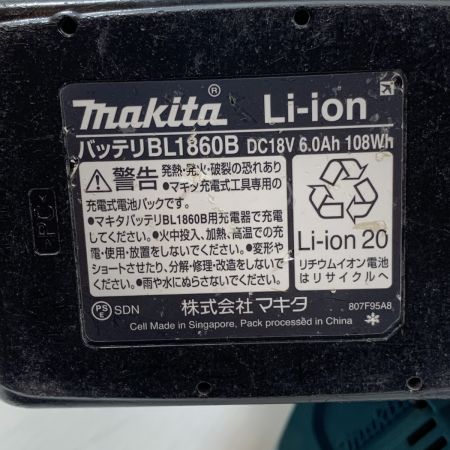 makita® Li-ion
バッテリBL1860B DC18V 6.0Ah 108Wh
警告 発熱・発火・破裂の恐れあり
●マキタ充電式工具専用の
充電式電池パックです。
●マキタバッテリBL1860B用充電器で充電
してください。●火中投入、加熱、高温での充
電・使用・放置をしないでください。●変形や
ショートさせたり、分解・修理・改造をしないで
ください。●雨や水にぬらさないでください。
Li-ion 20
リチウムイオン電池
はリサイクルへ
PSE SDN 株式会社 マキタ 807F95A8
Cell Made in Singapore, Pack processed in China
makita